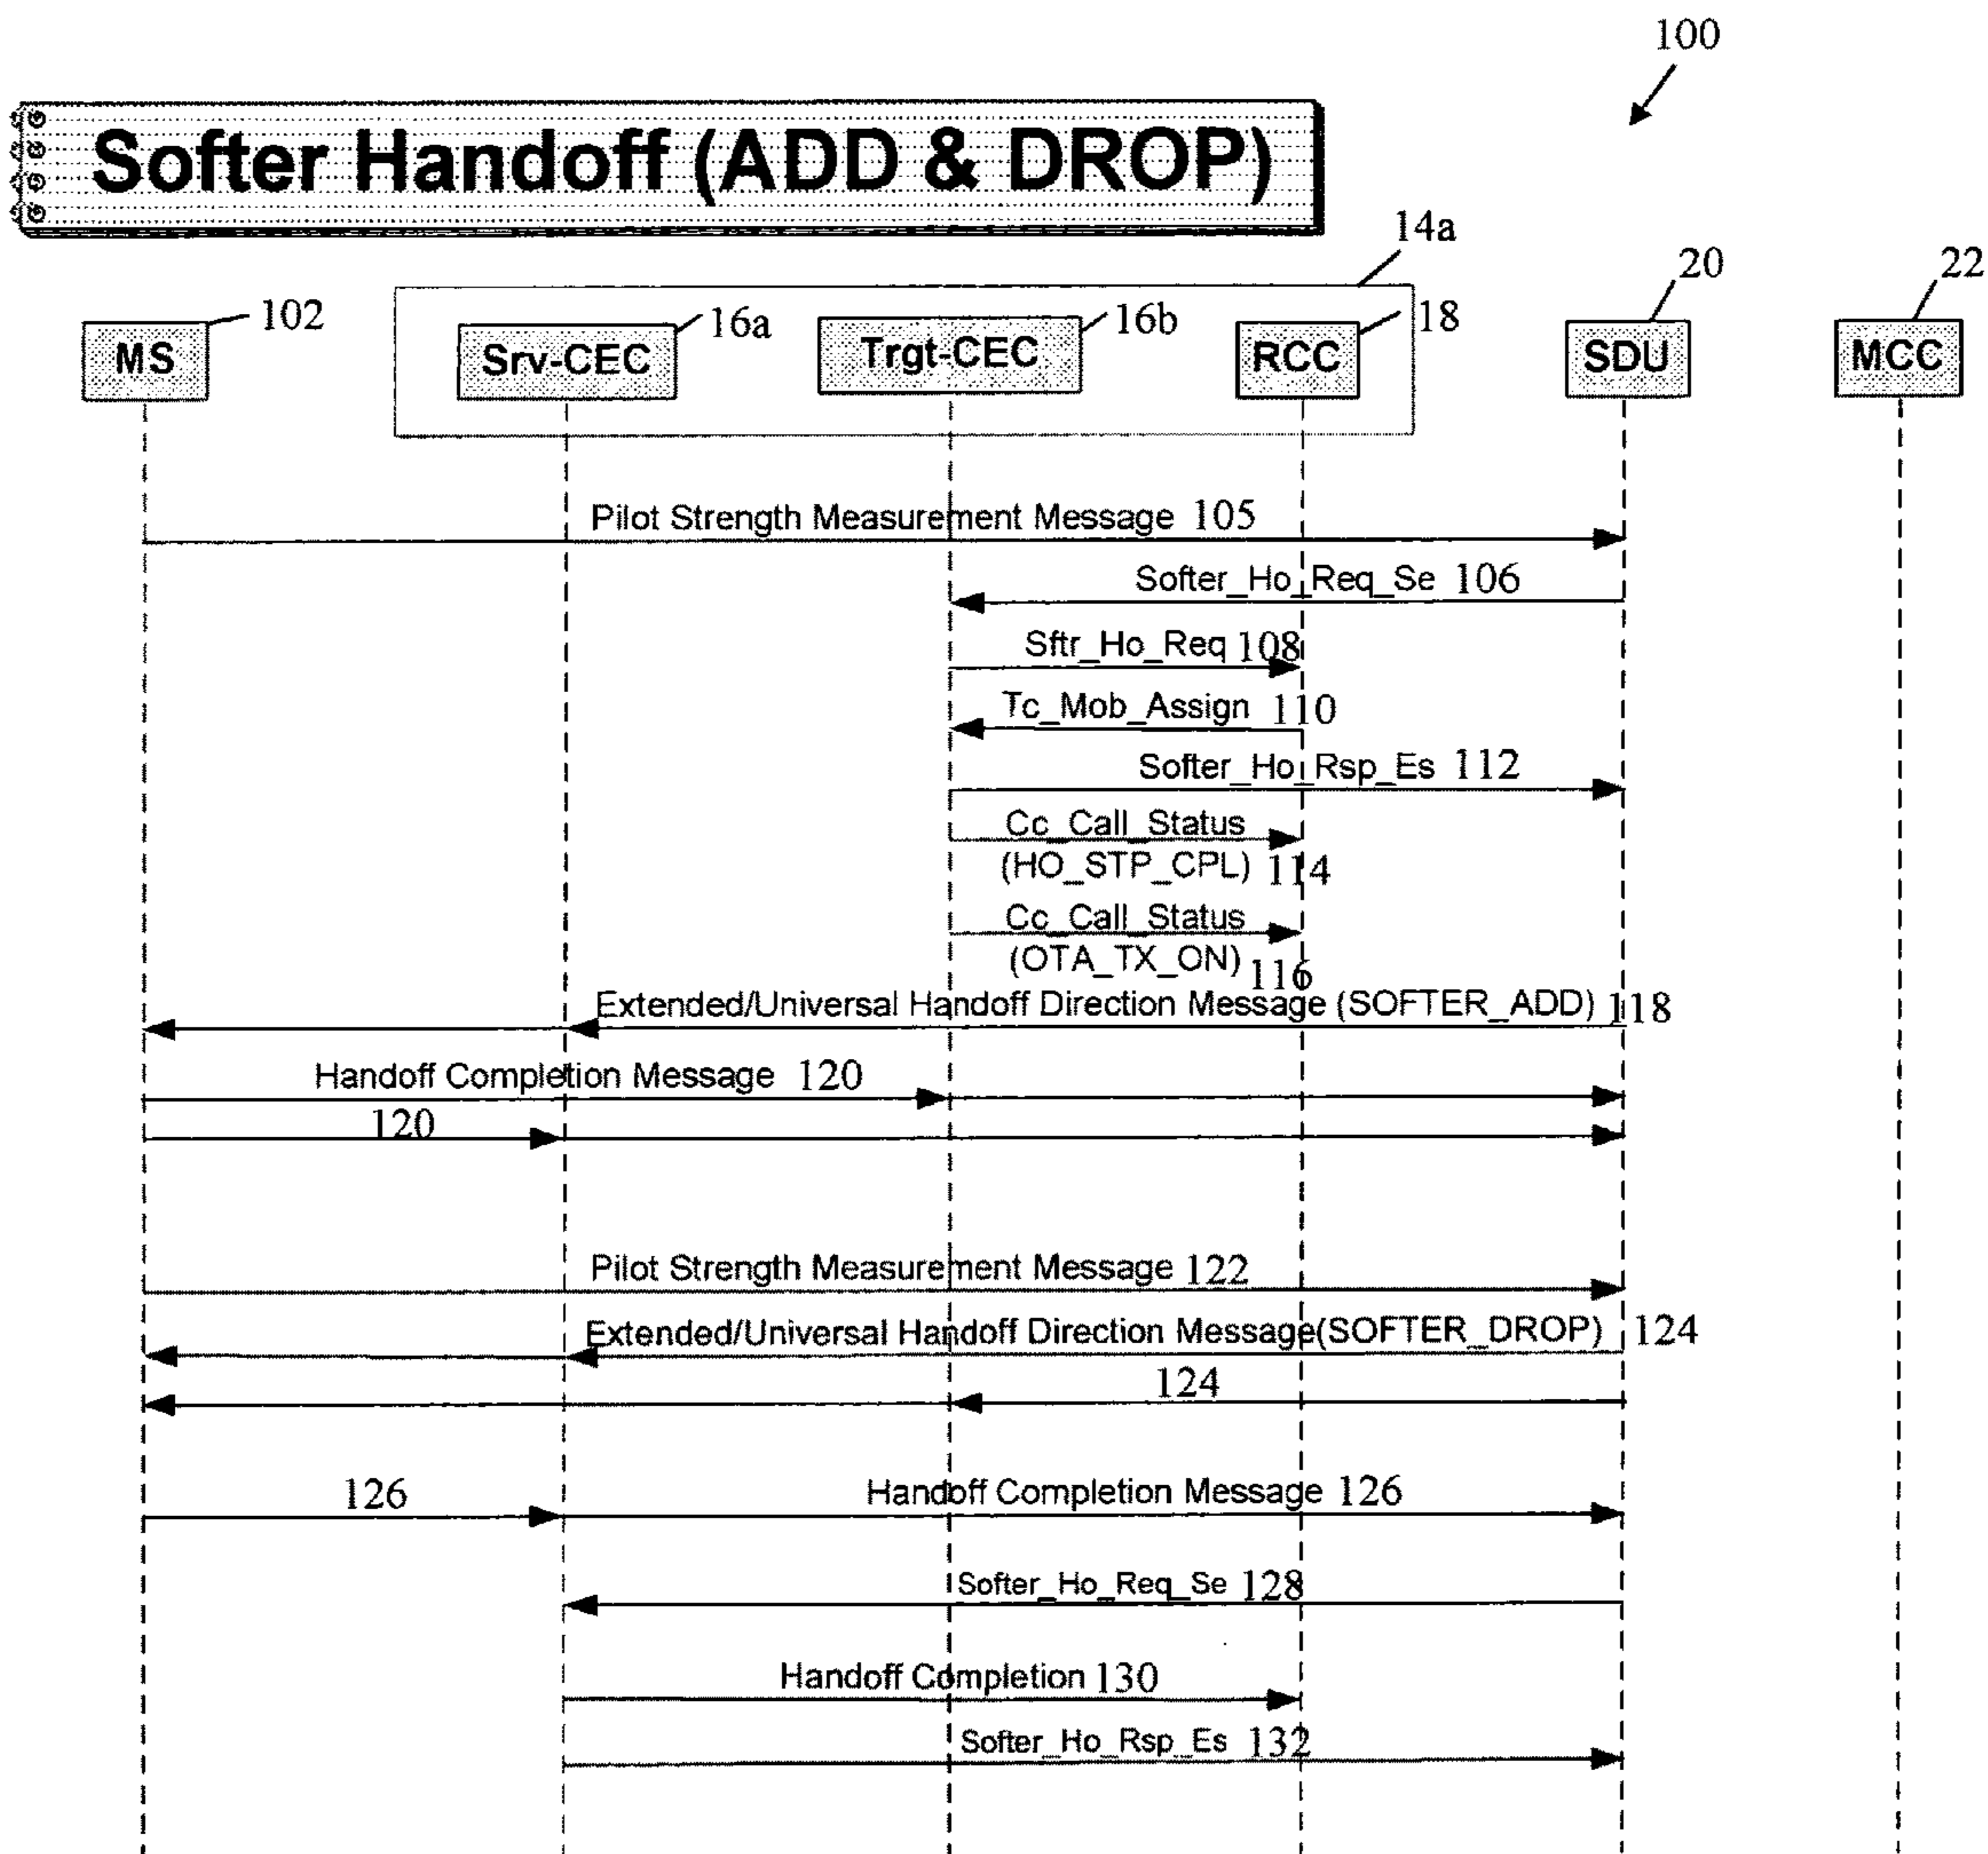 100
Softer Handoff (ADD & DROP)
14a
20
22
102
16a
16b
18
MS
Srv-CEC
Trgt-CEC
RCC
SDU
MCC
Pilot Strength Measurement Message 105
Softer_Ho_Req_Se 106
Sftr_Ho_Req 108
Tc_Mob_Assign 110
Softer_Ho_Rsp_Es 112
Cc_Call_Status
(HO_STP_CPL) 114
Cc_Call_Status
(OTA_TX_ON) 116
Extended/Universal Handoff Direction Message (SOFTER_ADD) 118
Handoff Completion Message 120
120
Pilot Strength Measurement Message 122
Extended/Universal Handoff Direction Message(SOFTER_DROP) 124
124
126
Handoff Completion Message 126
Softer_Ho_Req_Se 128
Handoff Completion 130
Softer_Ho_Rsp_Es 132